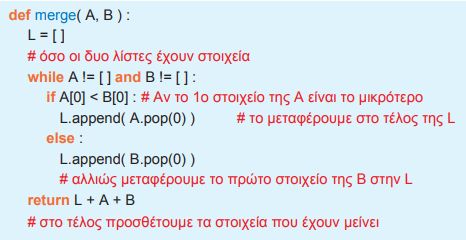 def merge( A, B ) :
L = [ ]
# όσο οι δυο λίστες έχουν στοιχεία
while A != [ ] and B != [ ] :
if A[0] < B[0] : # Αν το 1ο στοιχείο της Α είναι το μικρότερο
L.append( A.pop(0) ) # το μεταφέρουμε στο τέλος της L
else :
L.append( B.pop(0) )
# αλλιώς μεταφέρουμε το πρώτο στοιχείο της Β στην L
return L + A + B
# στο τέλος προσθέτουμε τα στοιχεία που έχουν μείνει